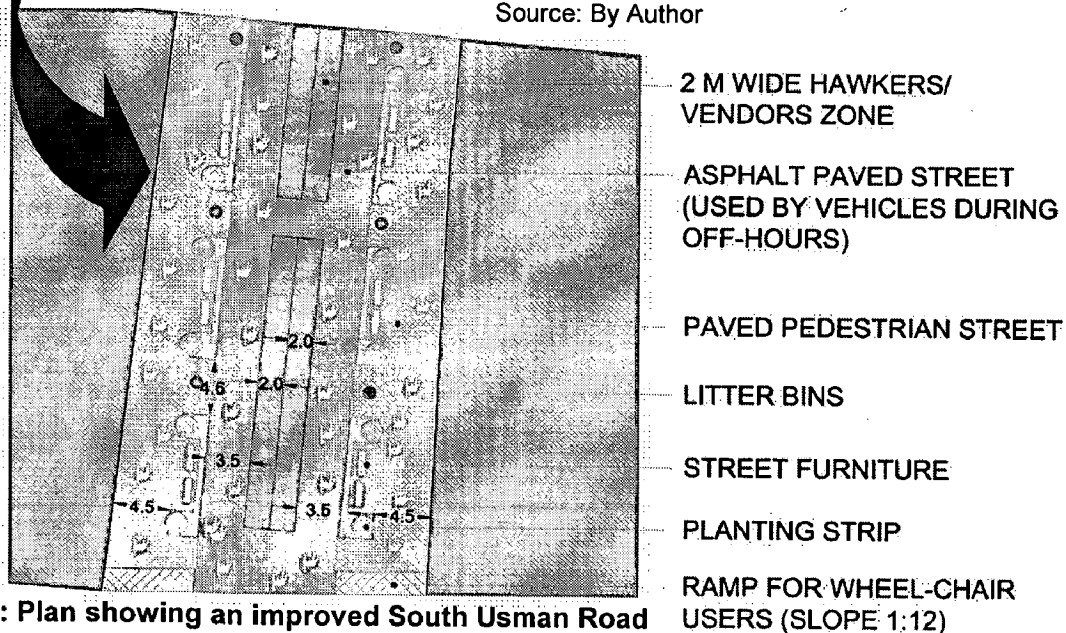 Source: By Author
2 M WIDE HAWKERS/
VENDORS ZONE
ASPHALT PAVED STREET
(USED BY VEHICLES DURING
OFF-HOURS)
PAVED PEDESTRIAN STREET
LITTER BINS
STREET FURNITURE
PLANTING STRIP
RAMP FOR WHEEL-CHAIR
USERS (SLOPE 1:12)
2.0
4.6 2.0
3.5
4.5 3.5 4.5
: Plan showing an improved South Usman Road